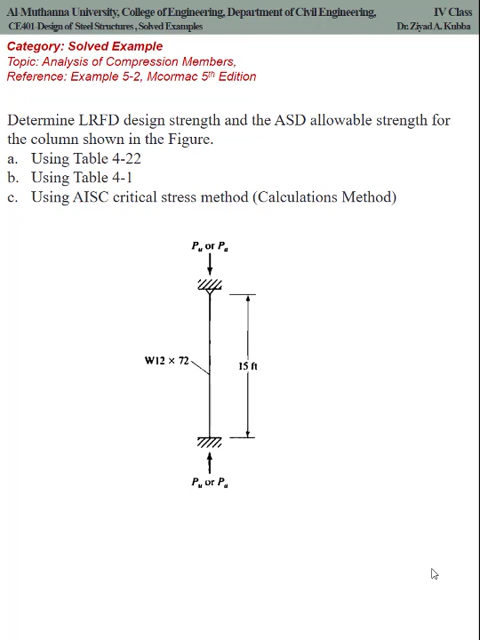 Al-Muthanna University, College of Engineering, Department of Civil Engineering, IV Class
CE401-Design of Steel Structures, Solved Examples Dr. Ziyad A. Kubba
Category: Solved Example
Topic: Analysis of Compression Members,
Reference: Example 5-2, Mcormac 5th Edition
Determine LRFD design strength and the ASD allowable strength for
the column shown in the Figure.
a. Using Table 4-22
b. Using Table 4-1
c. Using AISC critical stress method (Calculations Method)
Pu or Pa
W12 × 72
15 ft
Pu or Pa